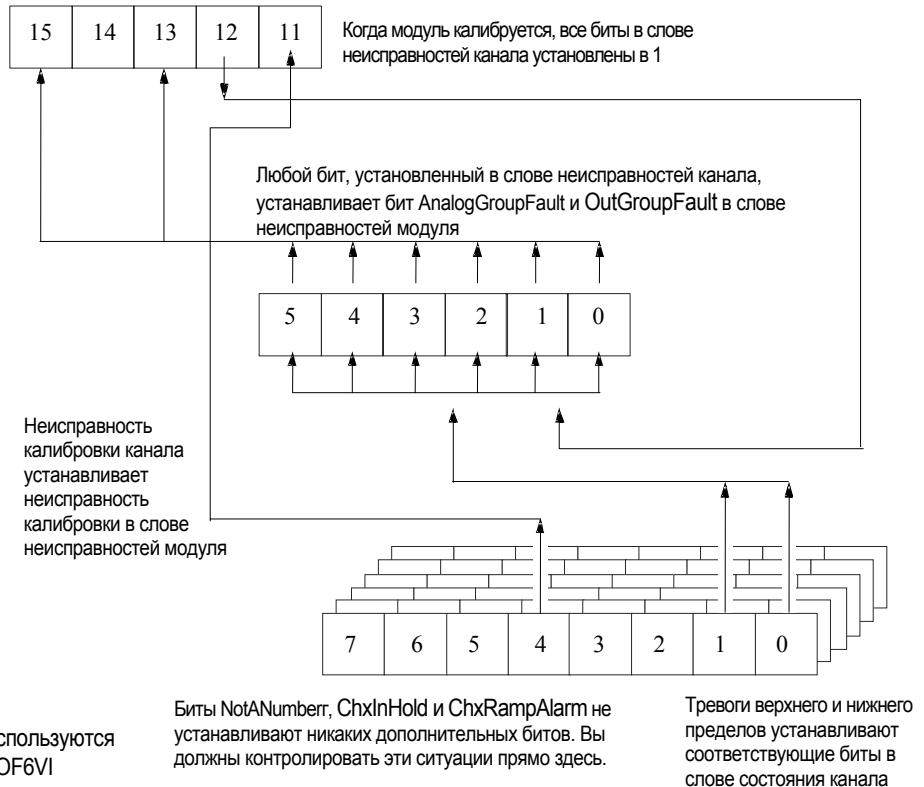 15 14 13 12 11
Когда модуль калибруется, все биты в слове
неисправностей канала установлены в 1
Любой бит, установленный в слове неисправностей канала,
устанавливает бит AnalogGroupFault и OutGroupFault в слове
неисправностей модуля
5 4 3 2 1 0
Неисправность
калибровки канала
устанавливает
неисправность
калибровки в слове
неисправностей модуля
7 6 5 4 3 2 1 0
Биты NotANumberr, ChxInHold и ChxRampAlarm не
устанавливают никаких дополнительных битов. Вы
должны контролировать эти ситуации прямо здесь.
Тревоги верхнего и нижнего
пределов устанавливают
соответствующие биты в
слове состояния канала
спользуются
OF6VI